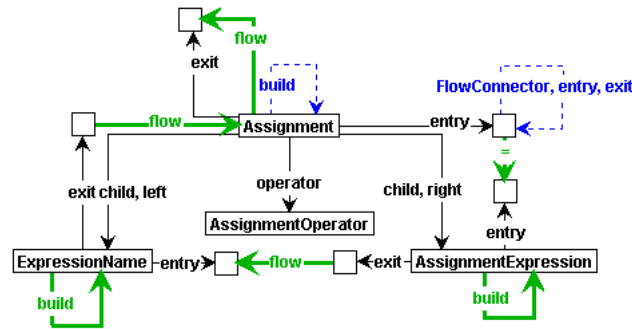 flow
exit
build
FlowConnector, entry, exit
flow
Assignment
entry
=
operator
exit child, left
child, right
AssignmentOperator
entry
ExpressionName
entry
flow
exit
AssignmentExpression
build
build